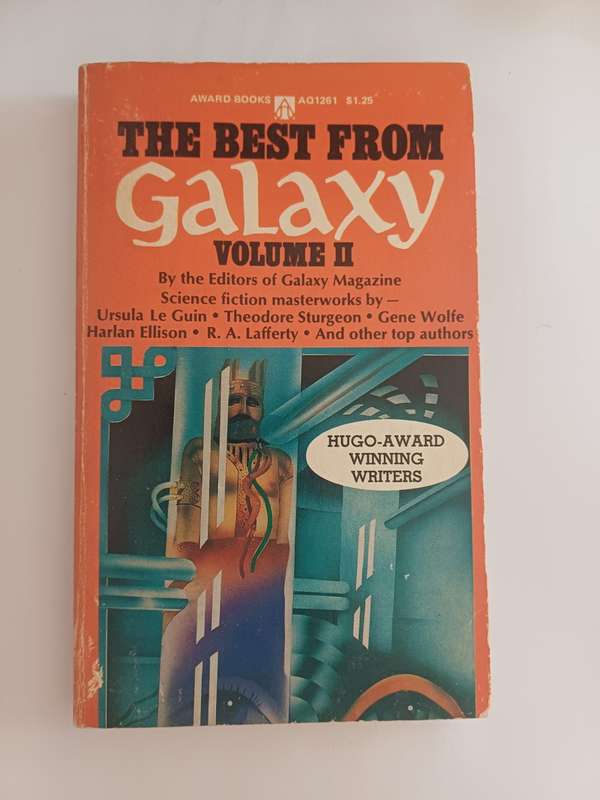 AWARD BOOKS AQ1261 $1.25
THE BEST FROM
GaLaxy
VOLUME II
By the Editors of Galaxy Magazine
Science fiction masterworks by —
Ursula Le Guin • Theodore Sturgeon • Gene Wolfe
Harlan Ellison • R. A. Lafferty • And other top authors
HUGO-AWARD
WINNING
WRITERS